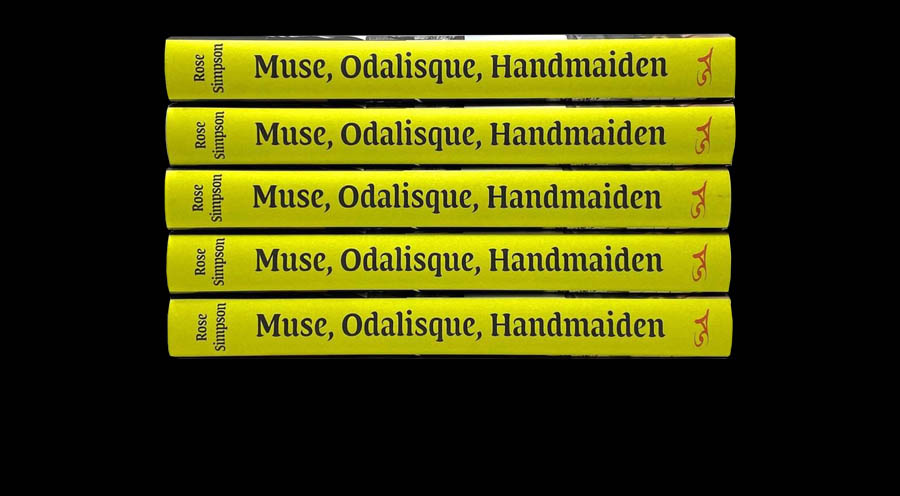 Rose
Simpson
Muse, Odalisque, Handmaiden
Rose
Simpson
Muse, Odalisque, Handmaiden
Rose
Simpson
Muse, Odalisque, Handmaiden
Rose
Simpson
Muse, Odalisque, Handmaiden
Rose
Simpson
Muse, Odalisque, Handmaiden